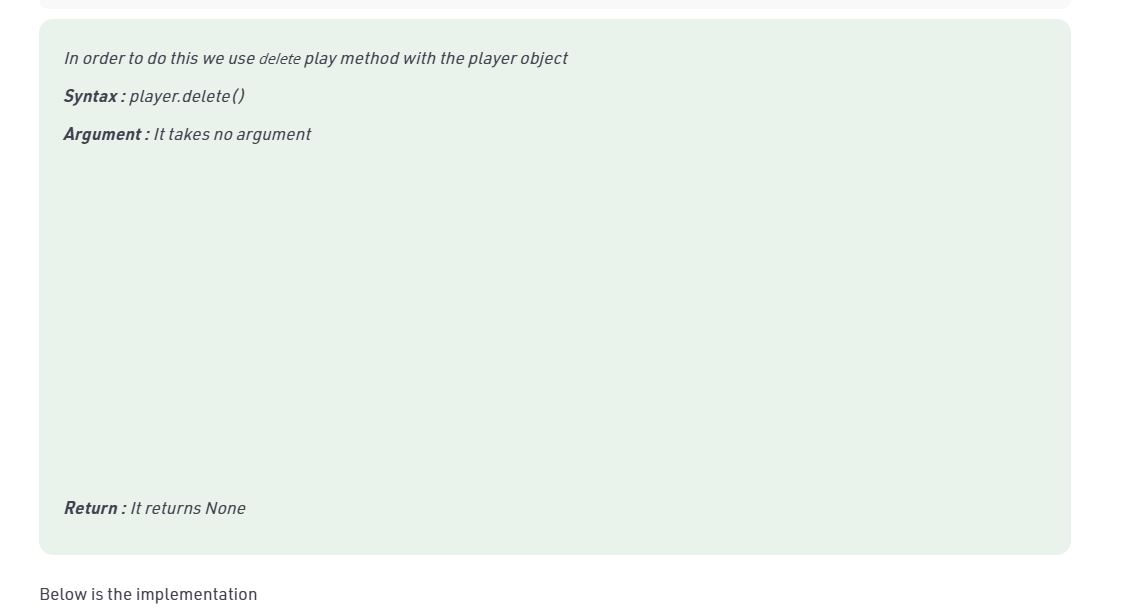 In order to do this we use delete play method with the player object
Syntax : player.delete()
Argument : It takes no argument
Return : It returns None
Below is the implementation